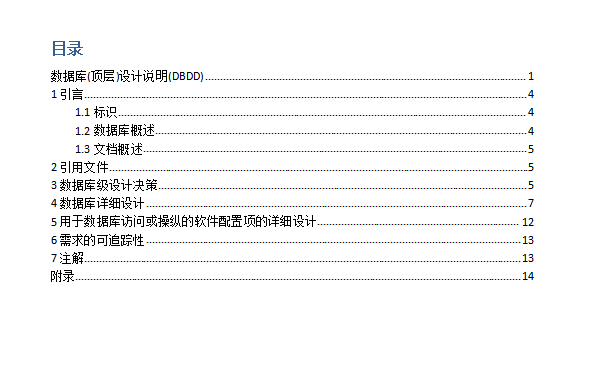 目录
数据库(顶层)设计说明(DBDD)........1
1 引言........4
1.1 标识........4
1.2 数据库概述........4
1.3 文档概述........5
2 引用文件........5
3 数据库级设计决策........5
4 数据库详细设计........7
5 用于数据库访问或操纵的软件配置项的详细设计........12
6 需求的可追踪性........13
7 注解........13
附录........14